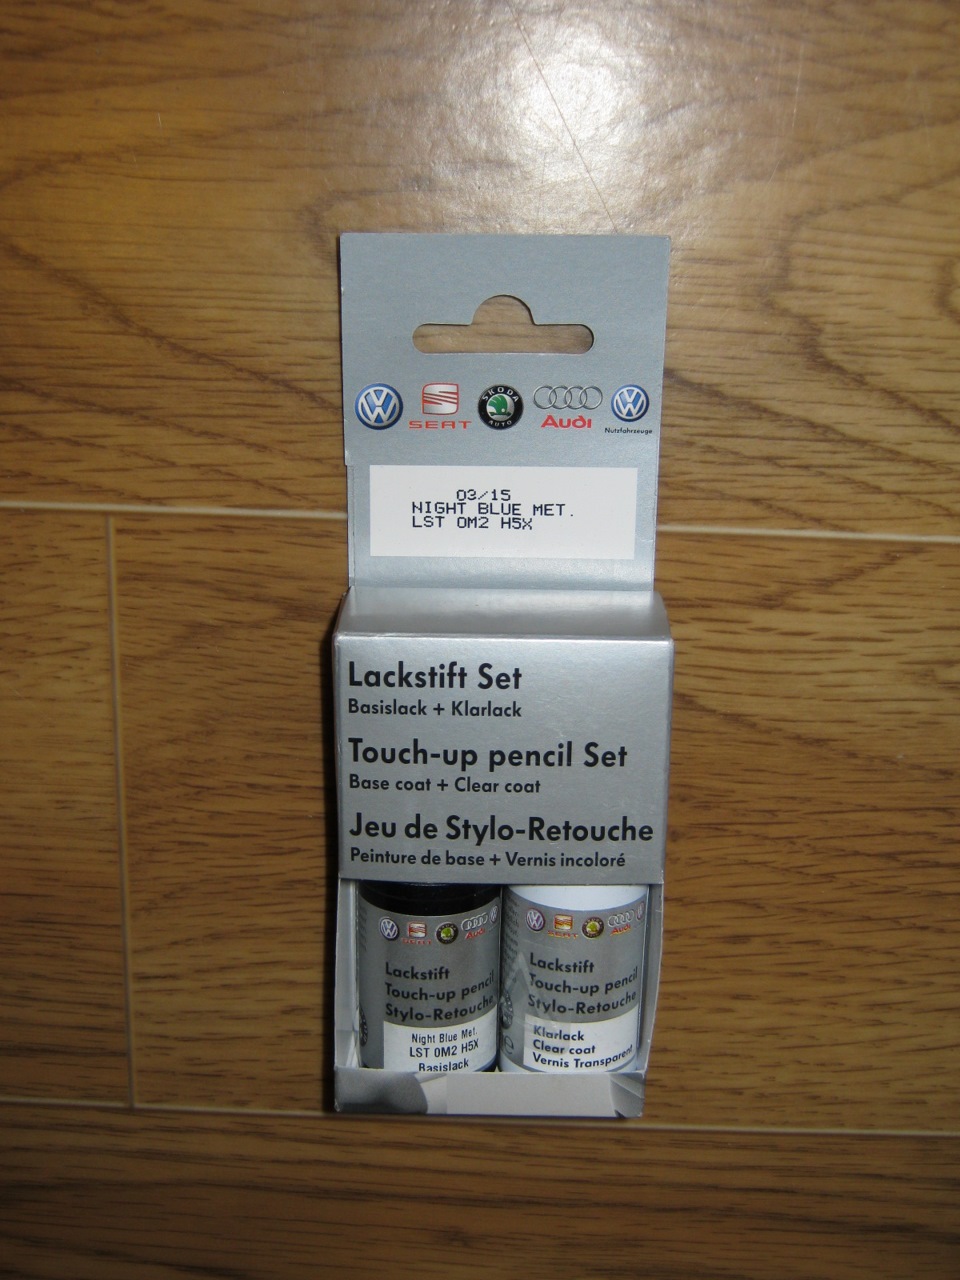 SEAT
SKODA
AUTO
Audi
Nutzfahrzeuge
03/15
NIGHT BLUE MET.
LST 0M2 H5X
Lackstift Set
Basislack + Klarlack
Touch-up pencil Set
Base coat + Clear coat
Jeu de Stylo-Retouche
Peinture de base + Vernis incoloré
SEAT
Audi
Lackstift
Touch-up pencil
Stylo-Retouche
Night Blue Met.
LST 0M2 H5X
Basislack
SEAT
Audi
Lackstift
Touch-up pencil
Stylo-Retouche
Klarlack
Clear coat
Vernis Transparent